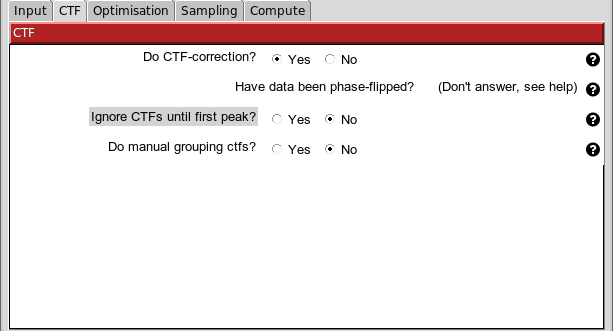 Input CTF Optimisation Sampling Compute
CTF
Do CTF-correction? Yes No ?
Have data been phase-flipped? (Don't answer, see help) ?
Ignore CTFs until first peak? Yes No ?
Do manual grouping ctfs? Yes No ?